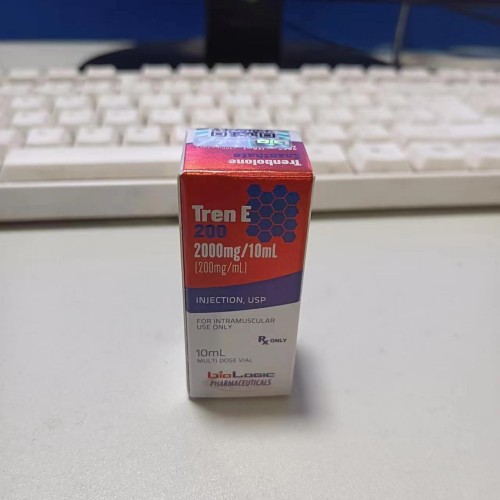 Trenbolone
Enanthate
Tren E
200
2000mg/10mL
(200mg/mL)
INJECTION, USP
FOR INTRAMUSCULAR
USE ONLY
Rx ONLY
10mL
MULTI DOSE VIAL
bioLogic
PHARMACEUTICALS